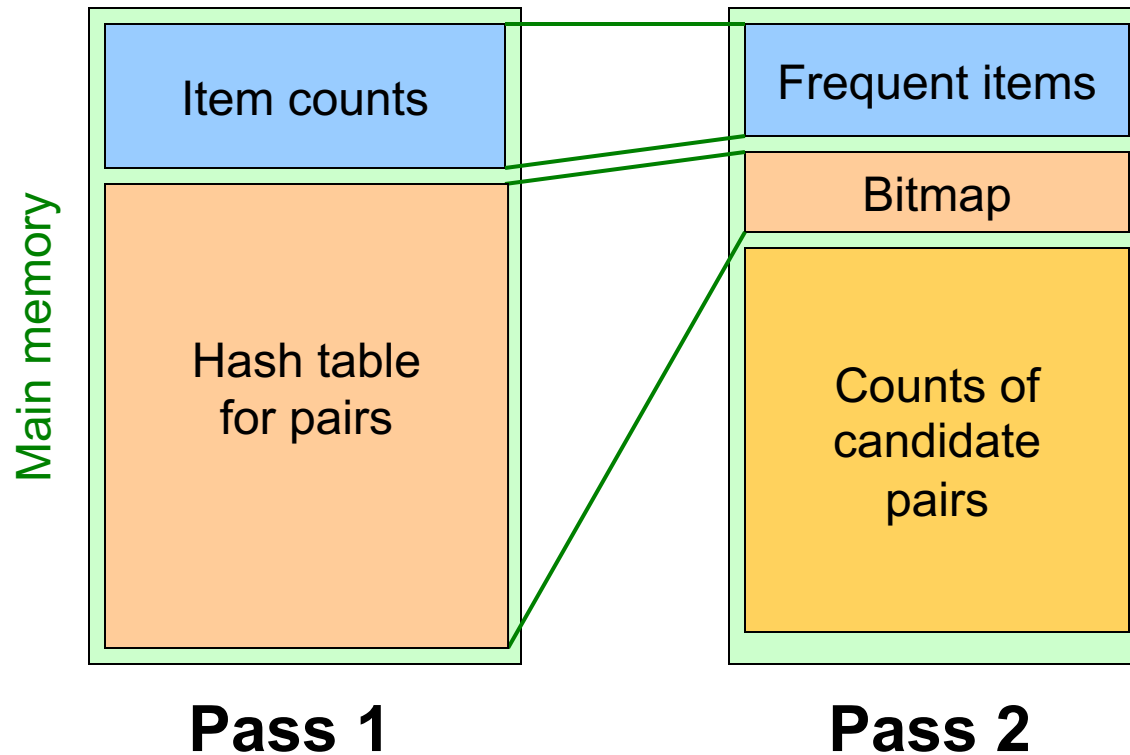 Main memory
Item counts
Hash table
for pairs
Pass 1
Frequent items
Bitmap
Counts of
candidate
pairs
Pass 2